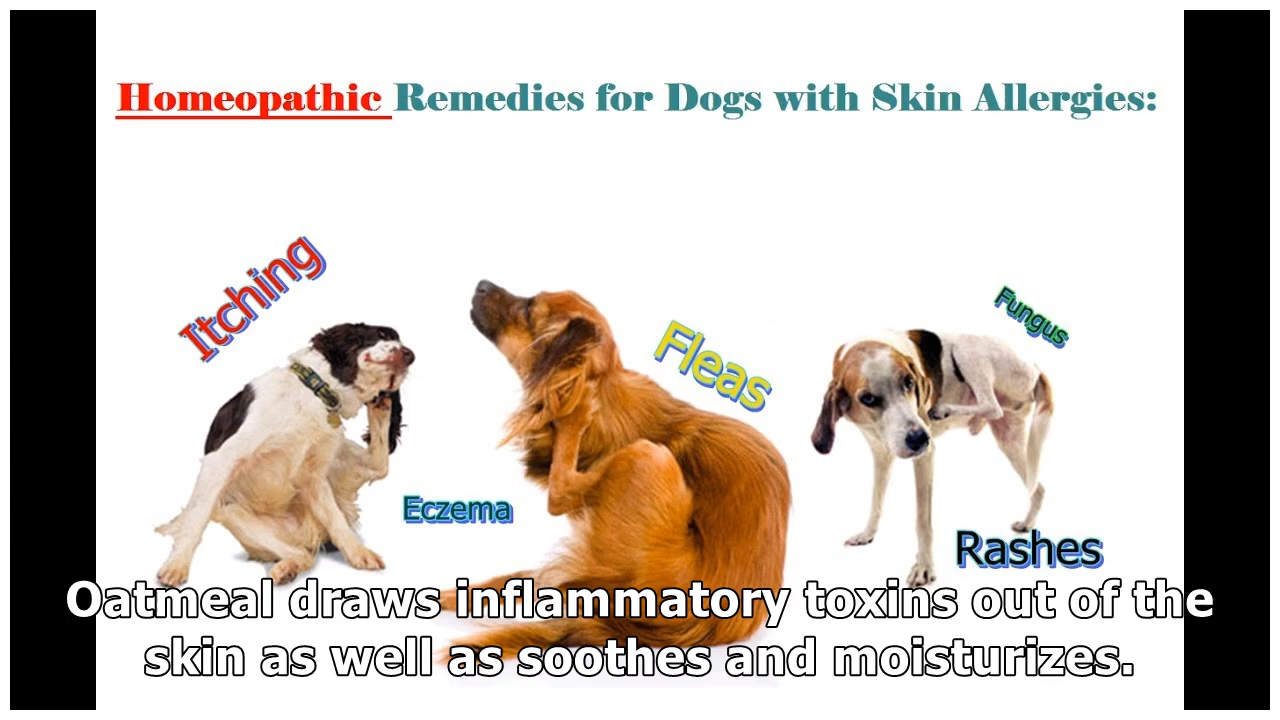 Homeopathic Remedies for Dogs with Skin Allergies:
Itching
Fleas
Fungus
Eczema
Rashes
Oatmeal draws inflammatory toxins out of the
skin as well as soothes and moisturizes.